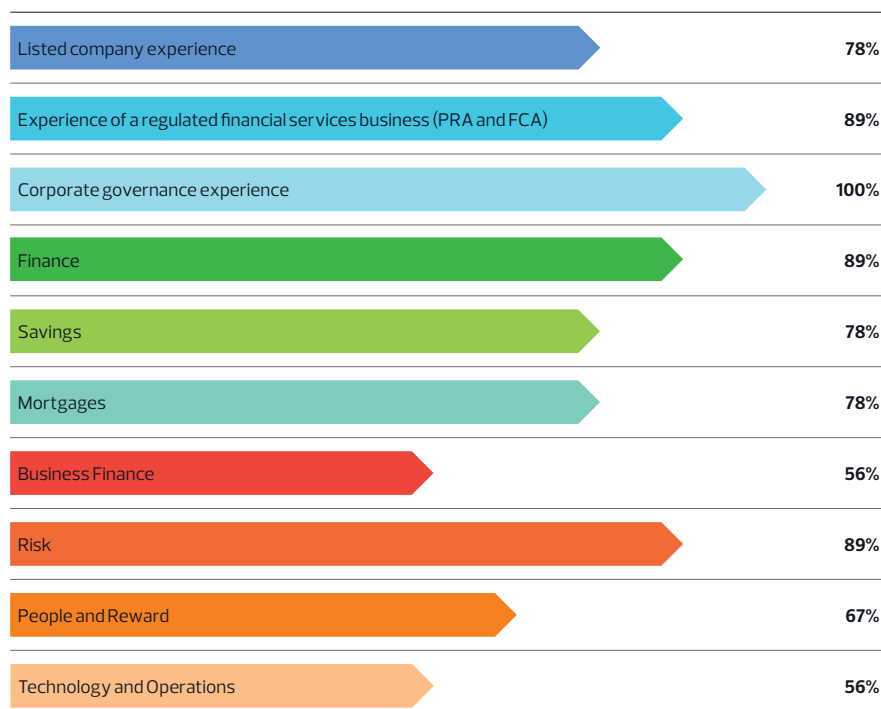 Listed company experience 78%
Experience of a regulated financial services business (PRA and FCA) 89%
Corporate governance experience 100%
Finance 89%
Savings 78%
Mortgages 78%
Business Finance 56%
Risk 89%
People and Reward 67%
Technology and Operations 56%